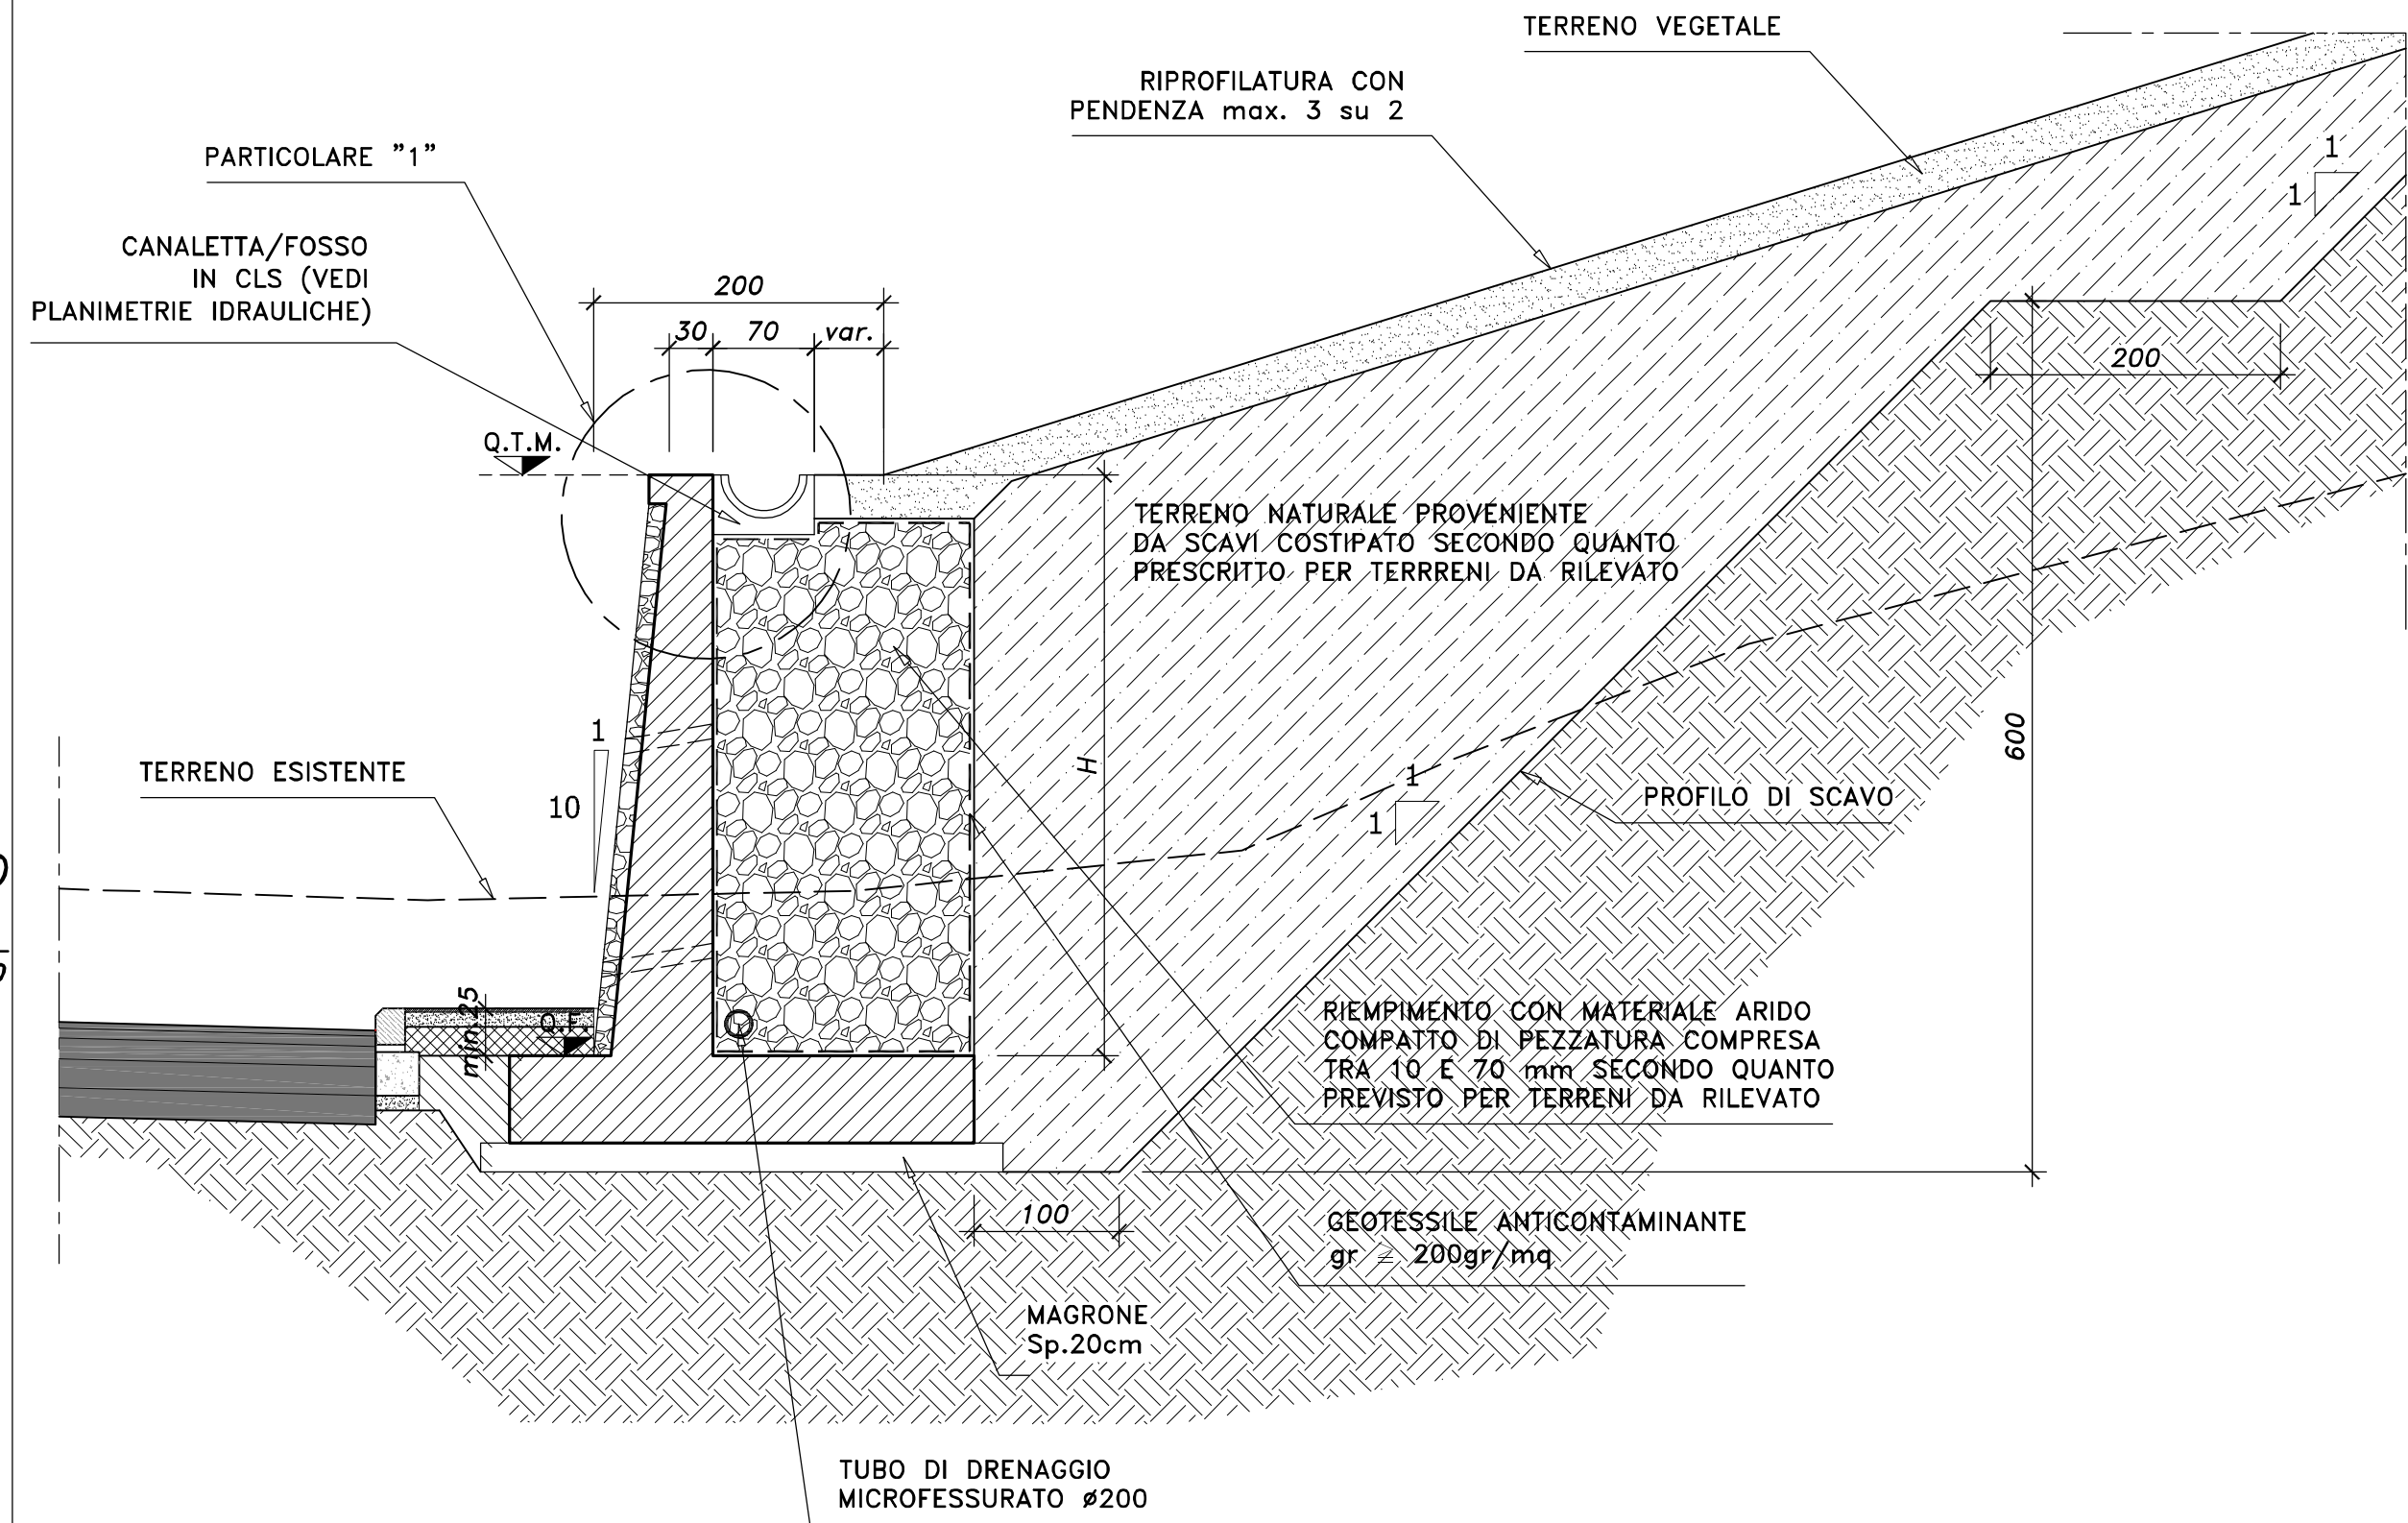 TERRENO VEGETALE
RIPROFILATURA CON
PENDENZA max. 3 su 2
PARTICOLARE "1"
CANALETTA/FOSSO
IN CLS (VEDI
PLANIMETRIE IDRAULICHE)
200
30 70 var.
Q.T.M.
1
1
200
TERRENO NATURALE PROVENIENTE
DA SCAVI COSTIPATO SECONDO QUANTO
PRESCRITTO PER TERRRENI DA RILEVATO
600
H
1
10
TERRENO ESISTENTE
1
1
PROFILO DI SCAVO
min.25
Q.F.
RIEMPIMENTO CON MATERIALE ARIDO
COMPATTO DI PEZZATURA COMPRESA
TRA 10 E 70 mm SECONDO QUANTO
PREVISTO PER TERRENI DA RILEVATO
100
GEOTESSILE ANTICONTAMINANTE
gr ≥ 200gr/mq
MAGRONE
Sp.20cm
TUBO DI DRENAGGIO
MICROFESSURATO ø200